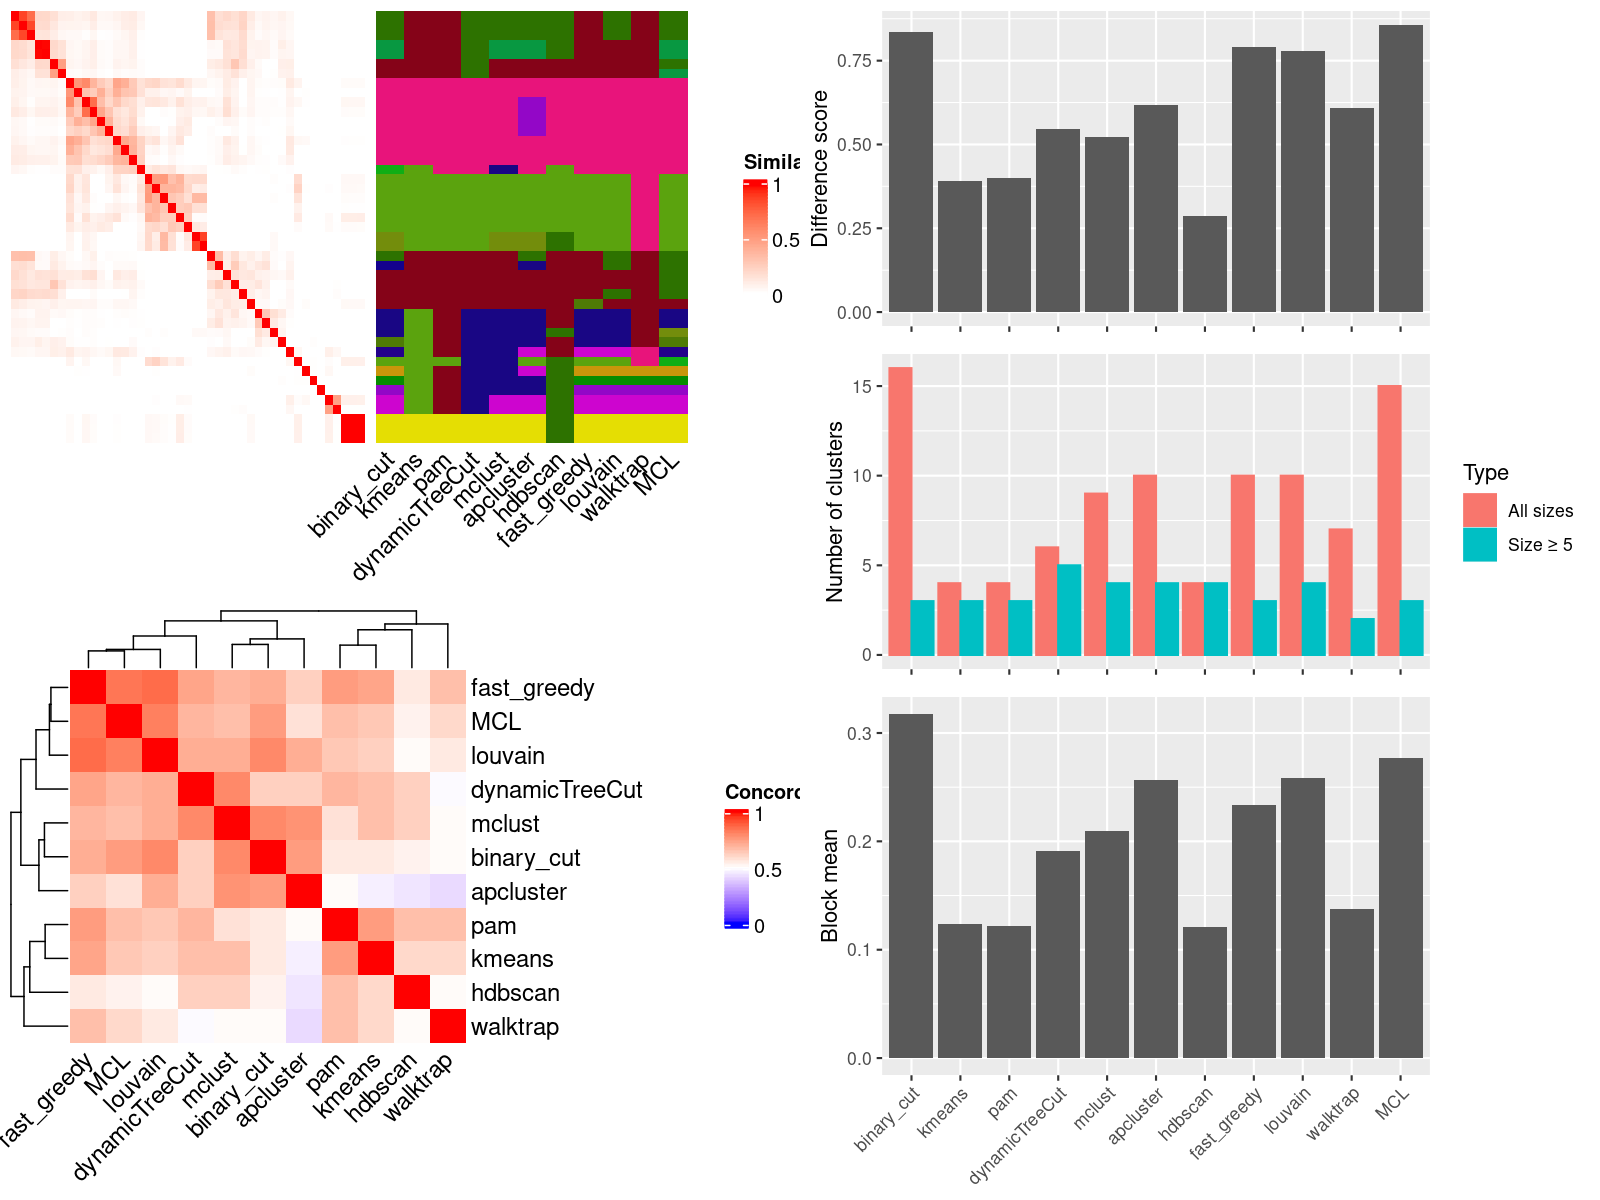 Simila
1
0.5
0
binary_cut
kmeans
pam
dynamicTreeCut
mclust
apcluster
hdbscan
fast_greedy
louvain
walktrap
MCL
fast_greedy
MCL
louvain
dynamicTreeCut
mclust
binary_cut
apcluster
pam
kmeans
hdbscan
walktrap
fast_greedy
MCL
louvain
dynamicTreeCut
mclust
binary_cut
apcluster
pam
kmeans
hdbscan
walktrap
Concord
1
0.5
0
Difference score
0.75
0.50
0.25
0.00
Number of clusters
15
10
5
0
Type
All sizes
Size ≥ 5
Block mean
0.3
0.2
0.1
0.0
binary_cut
kmeans
pam
dynamicTreeCut
mclust
apcluster
hdbscan
fast_greedy
louvain
walktrap
MCL